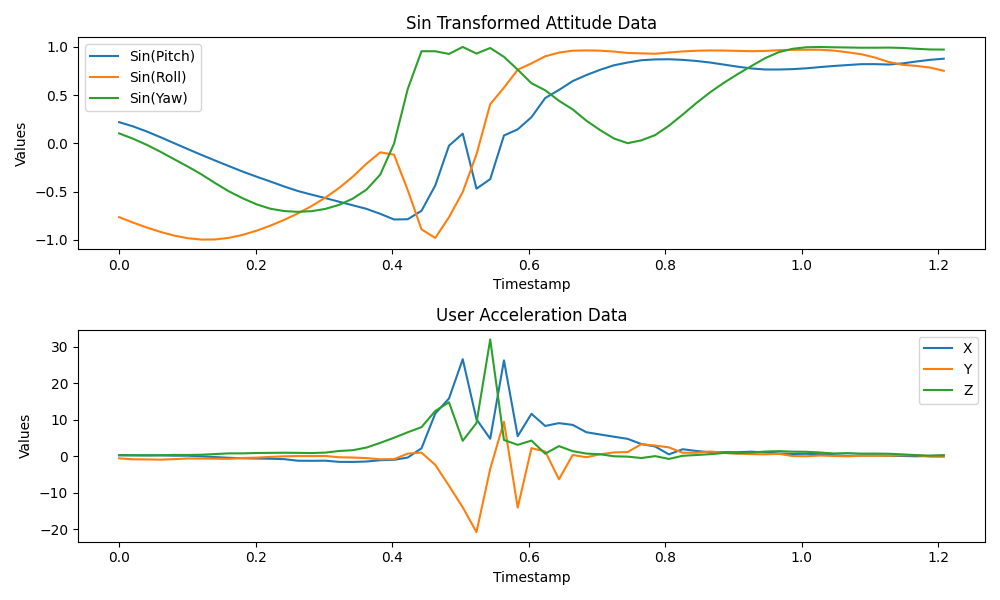 Sin Transformed Attitude Data
Values
1.0
0.5
0.0
−0.5
−1.0
Sin(Pitch)
Sin(Roll)
Sin(Yaw)
0.0 0.2 0.4 0.6 0.8 1.0 1.2
Timestamp
User Acceleration Data
Values
30
20
10
0
−10
−20
X
Y
Z
0.0 0.2 0.4 0.6 0.8 1.0 1.2
Timestamp